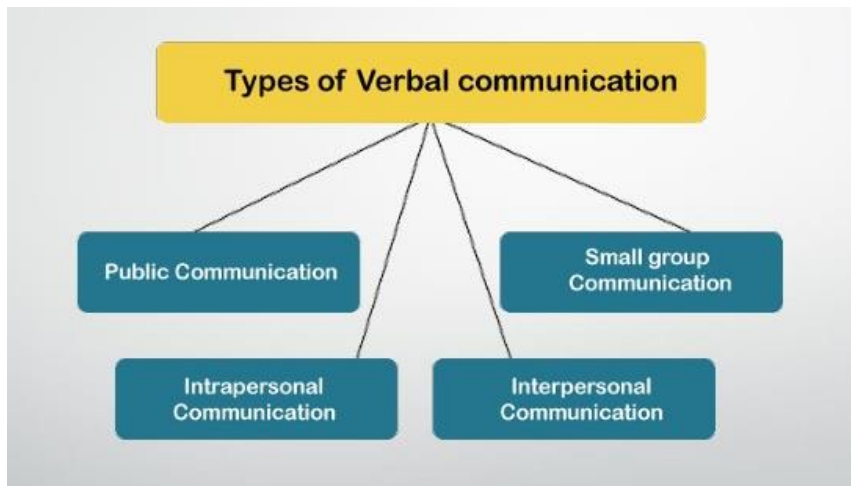 Types of Verbal communication
Public Communication
Small group
Communication
Intrapersonal
Communication
Interpersonal
Communication